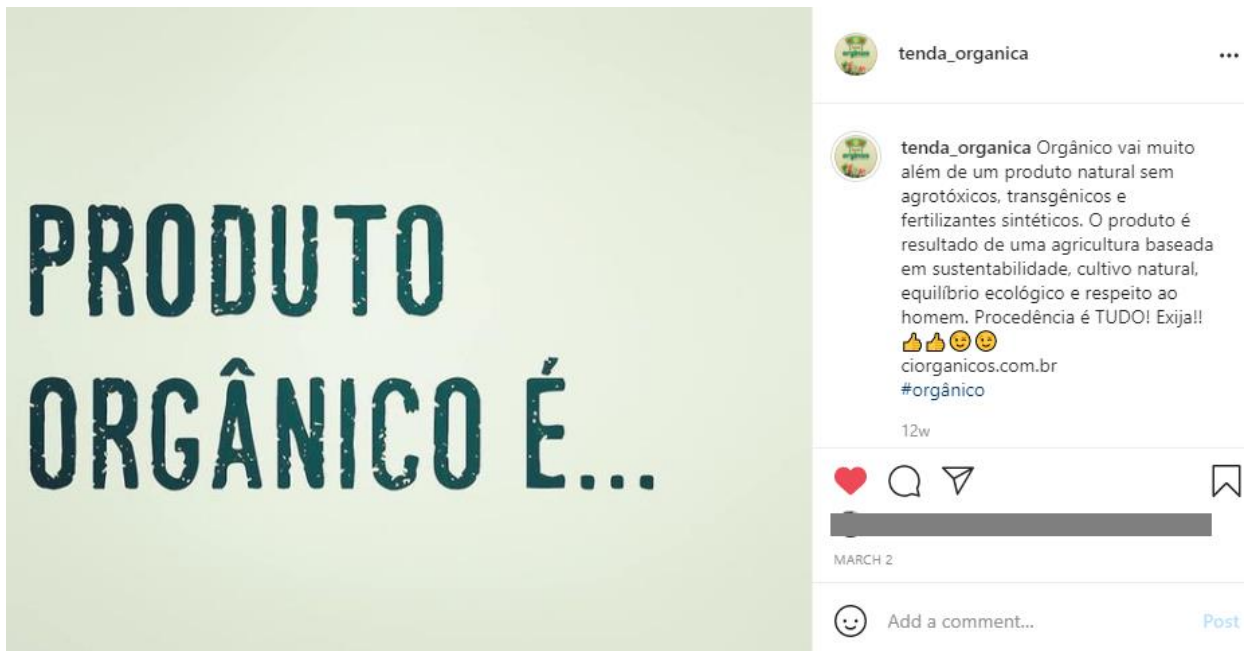 PRODUTO
ORGÂNICO É...
tenda_organica
tenda_organica Orgânico vai muito
além de um produto natural sem
agrotóxicos, transgênicos e
fertilizantes sintéticos. O produto é
resultado de uma agricultura baseada
em sustentabilidade, cultivo natural,
equilíbrio ecológico e respeito ao
homem. Procedência é TUDO! Exija!!
👍👍😉😉
ciorganicos.com.br
#orgânico
12w
MARCH 2
Add a comment...
Post